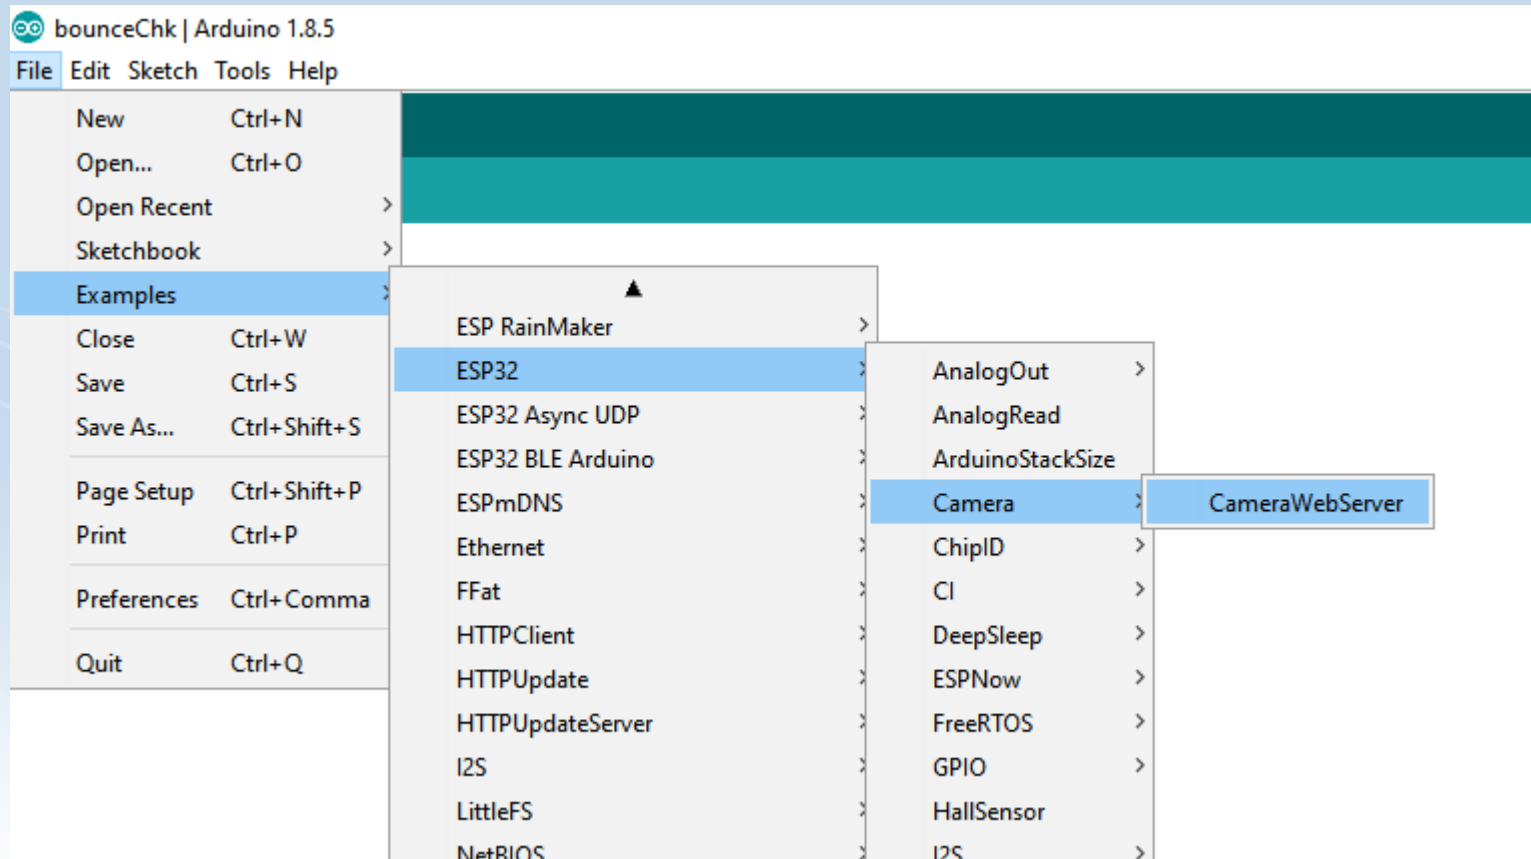 bounceChk | Arduino 1.8.5
File Edit Sketch Tools Help
New Ctrl+N
Open... Ctrl+O
Open Recent
Sketchbook
Examples
Close Ctrl+W
Save Ctrl+S
Save As... Ctrl+Shift+S
Page Setup Ctrl+Shift+P
Print Ctrl+P
Preferences Ctrl+Comma
Quit Ctrl+Q
ESP RainMaker
ESP32
ESP32 Async UDP
ESP32 BLE Arduino
ESPmDNS
Ethernet
FFat
HTTPClient
HTTPUpdate
HTTPUpdateServer
I2S
LittleFS
NetBIOS
AnalogOut
AnalogRead
ArduinoStackSize
Camera
ChipID
CI
DeepSleep
ESPNow
FreeRTOS
GPIO
HallSensor
I2S
CameraWebServer